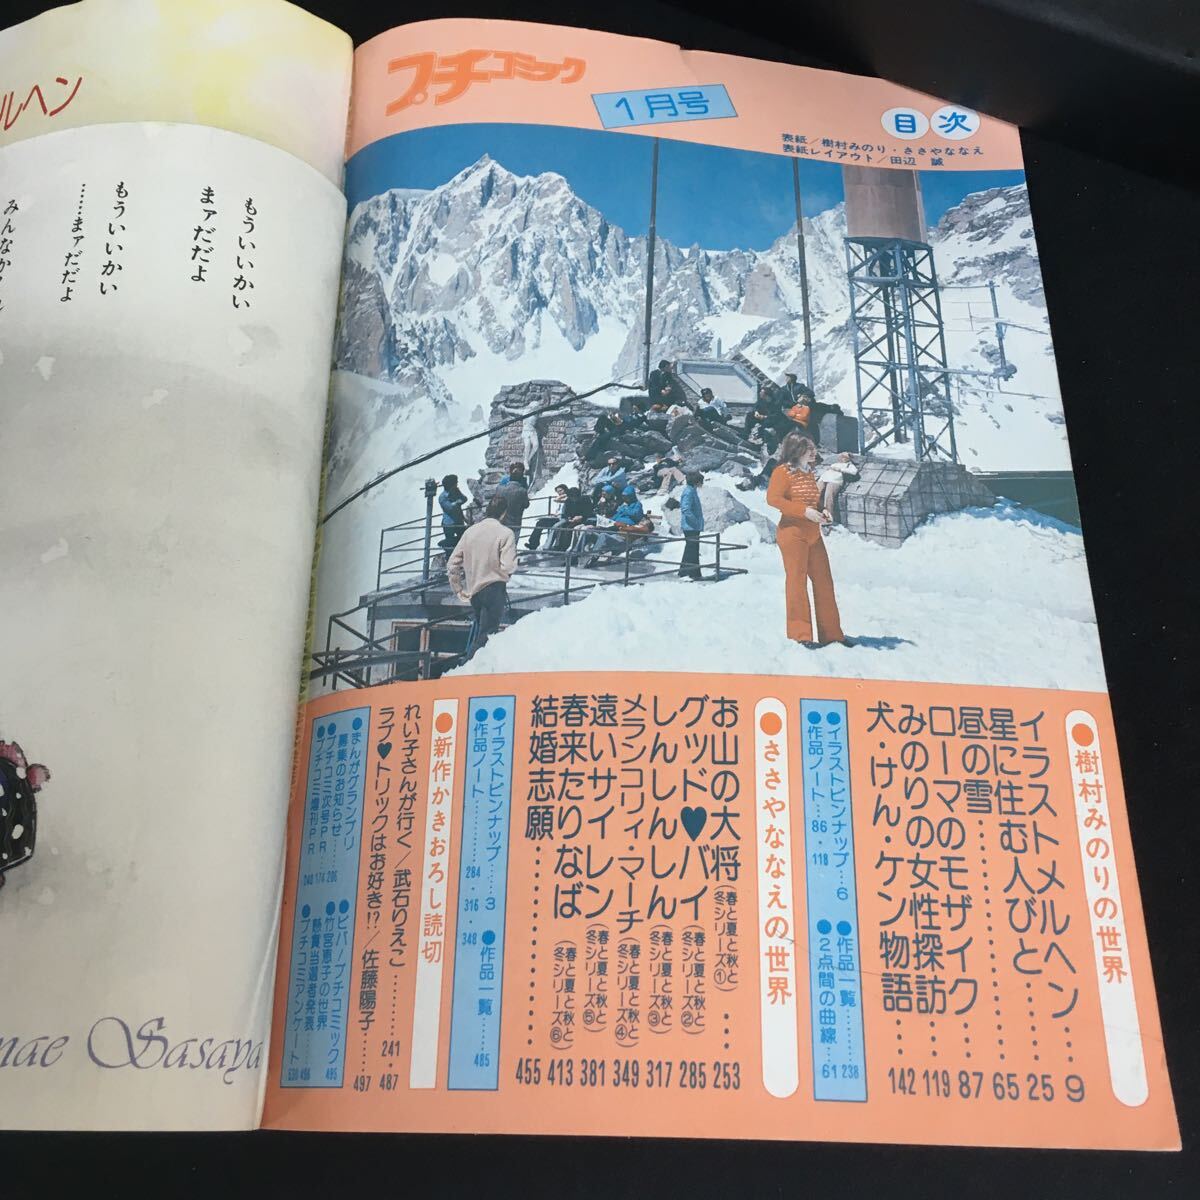 プチコミック
1月号
目次
表紙／樹村みのり・ささやななえ
表紙レイアウト／田辺 誠
●樹村みのりの世界
イラストメルヘン……9
星に住む人びと……25
昼の雪……65
ローマのモザイク……87
みのりの女性探訪……119
犬・けん・ケン物語……142
●イラストピンナップ……6
●作品ノート……86・118
●作品一覧……238
●2点間の曲線……61
●ささやななえの世界
お山の大将(春と夏と秋と冬シリーズ①)253
グッド♥バイ(春と夏と秋と冬シリーズ②)285
しんしんしん(春と夏と秋と冬シリーズ③)317
メランコリィ・マーチ(春と夏と秋と冬シリーズ④)349
遠いサイレン(春と夏と秋と冬シリーズ⑤)381
春来たりなば(春と夏と秋と冬シリーズ⑥)413
結婚志願……455
●イラストピンナップ……3
●作品ノート……284・316・348
●作品一覧……485
●新作かきおろし読切
れい子さんが行く／武石りえこ……241
ラブ♥トリックはお好き!?／佐藤陽子……487・497
●まんがグランプリ募集のお知らせ……206
●プチコミ次号PR……174
●プチコミ増刊PR……240
●ビバ！プチコミック……495
●竹宮恵子の世界懸賞当選者発表……496
●プチコミアンケート……530
ルヘン
もういいかい
まァだだよ
もういいかい
……まァだだよ
nae Sasaya